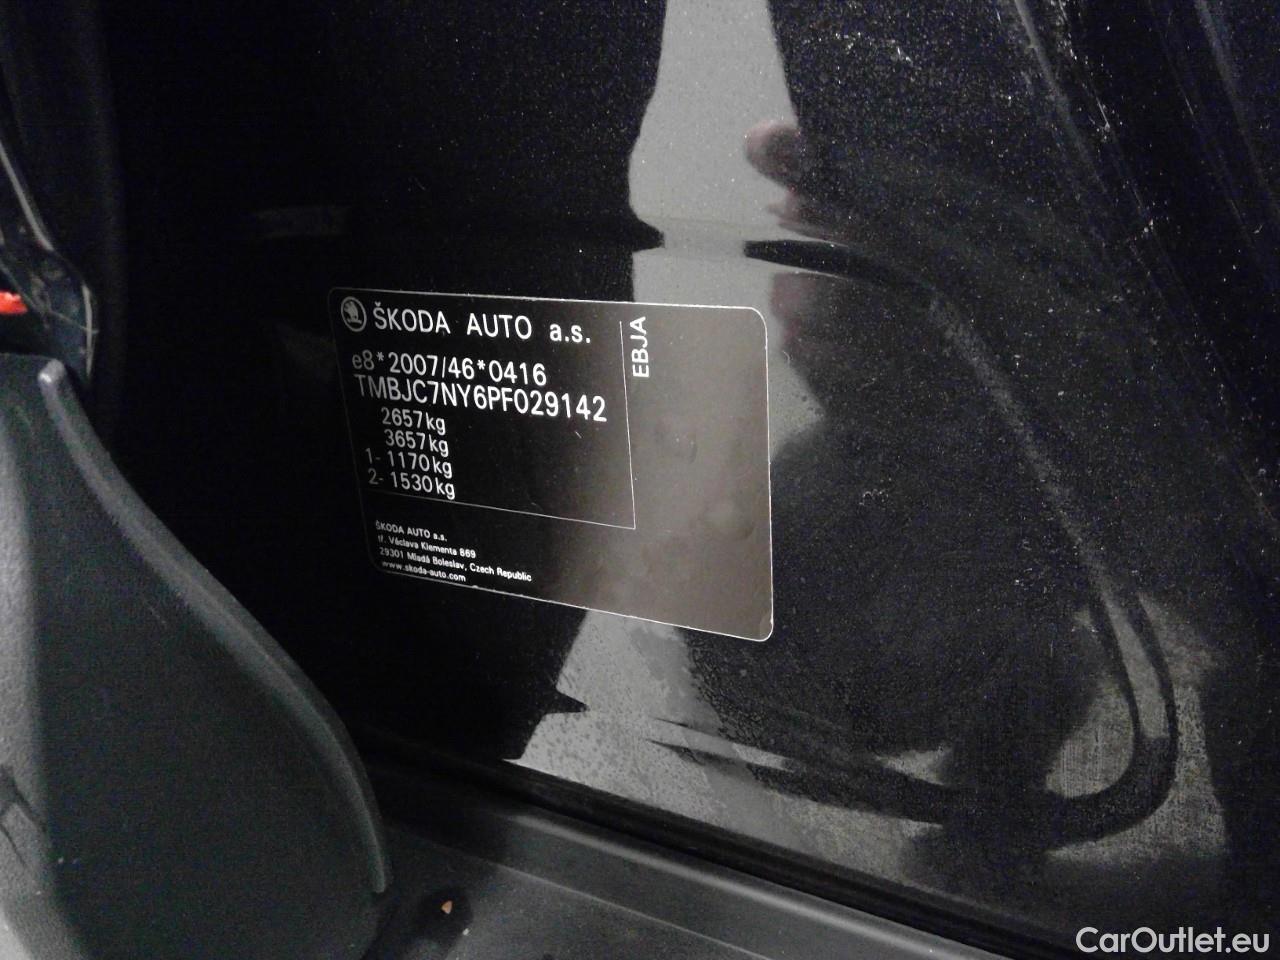 ŠKODA AUTO a.s.
EBJA
e8*2007/46*0416
TMBJC7NY6PF029142
2657kg
3657kg
1- 1170kg
2- 1530kg
ŠKODA AUTO a.s.
tř. Václava Klementa 869
29301 Mladá Boleslav, Czech Republic
www.skoda-auto.com
CarOutlet.eu